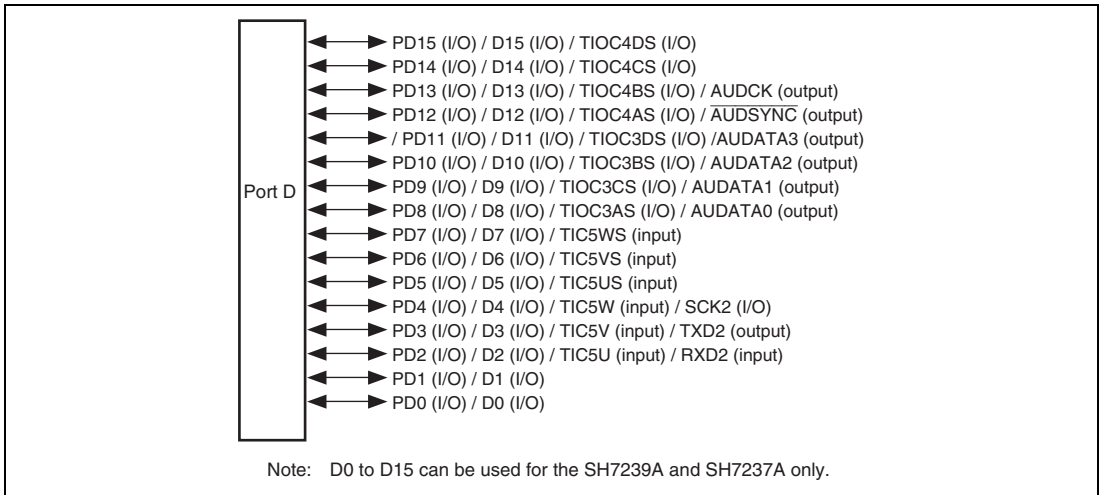 Port D
PD15 (I/O) / D15 (I/O) / TIOC4DS (I/O)
PD14 (I/O) / D14 (I/O) / TIOC4CS (I/O)
PD13 (I/O) / D13 (I/O) / TIOC4BS (I/O) / AUDCK (output)
PD12 (I/O) / D12 (I/O) / TIOC4AS (I/O) / AUDSYNC (output)
/ PD11 (I/O) / D11 (I/O) / TIOC3DS (I/O) /AUDATA3 (output)
PD10 (I/O) / D10 (I/O) / TIOC3BS (I/O) / AUDATA2 (output)
PD9 (I/O) / D9 (I/O) / TIOC3CS (I/O) / AUDATA1 (output)
PD8 (I/O) / D8 (I/O) / TIOC3AS (I/O) / AUDATA0 (output)
PD7 (I/O) / D7 (I/O) / TIC5WS (input)
PD6 (I/O) / D6 (I/O) / TIC5VS (input)
PD5 (I/O) / D5 (I/O) / TIC5US (input)
PD4 (I/O) / D4 (I/O) / TIC5W (input) / SCK2 (I/O)
PD3 (I/O) / D3 (I/O) / TIC5V (input) / TXD2 (output)
PD2 (I/O) / D2 (I/O) / TIC5U (input) / RXD2 (input)
PD1 (I/O) / D1 (I/O)
PD0 (I/O) / D0 (I/O)
Note: D0 to D15 can be used for the SH7239A and SH7237A only.